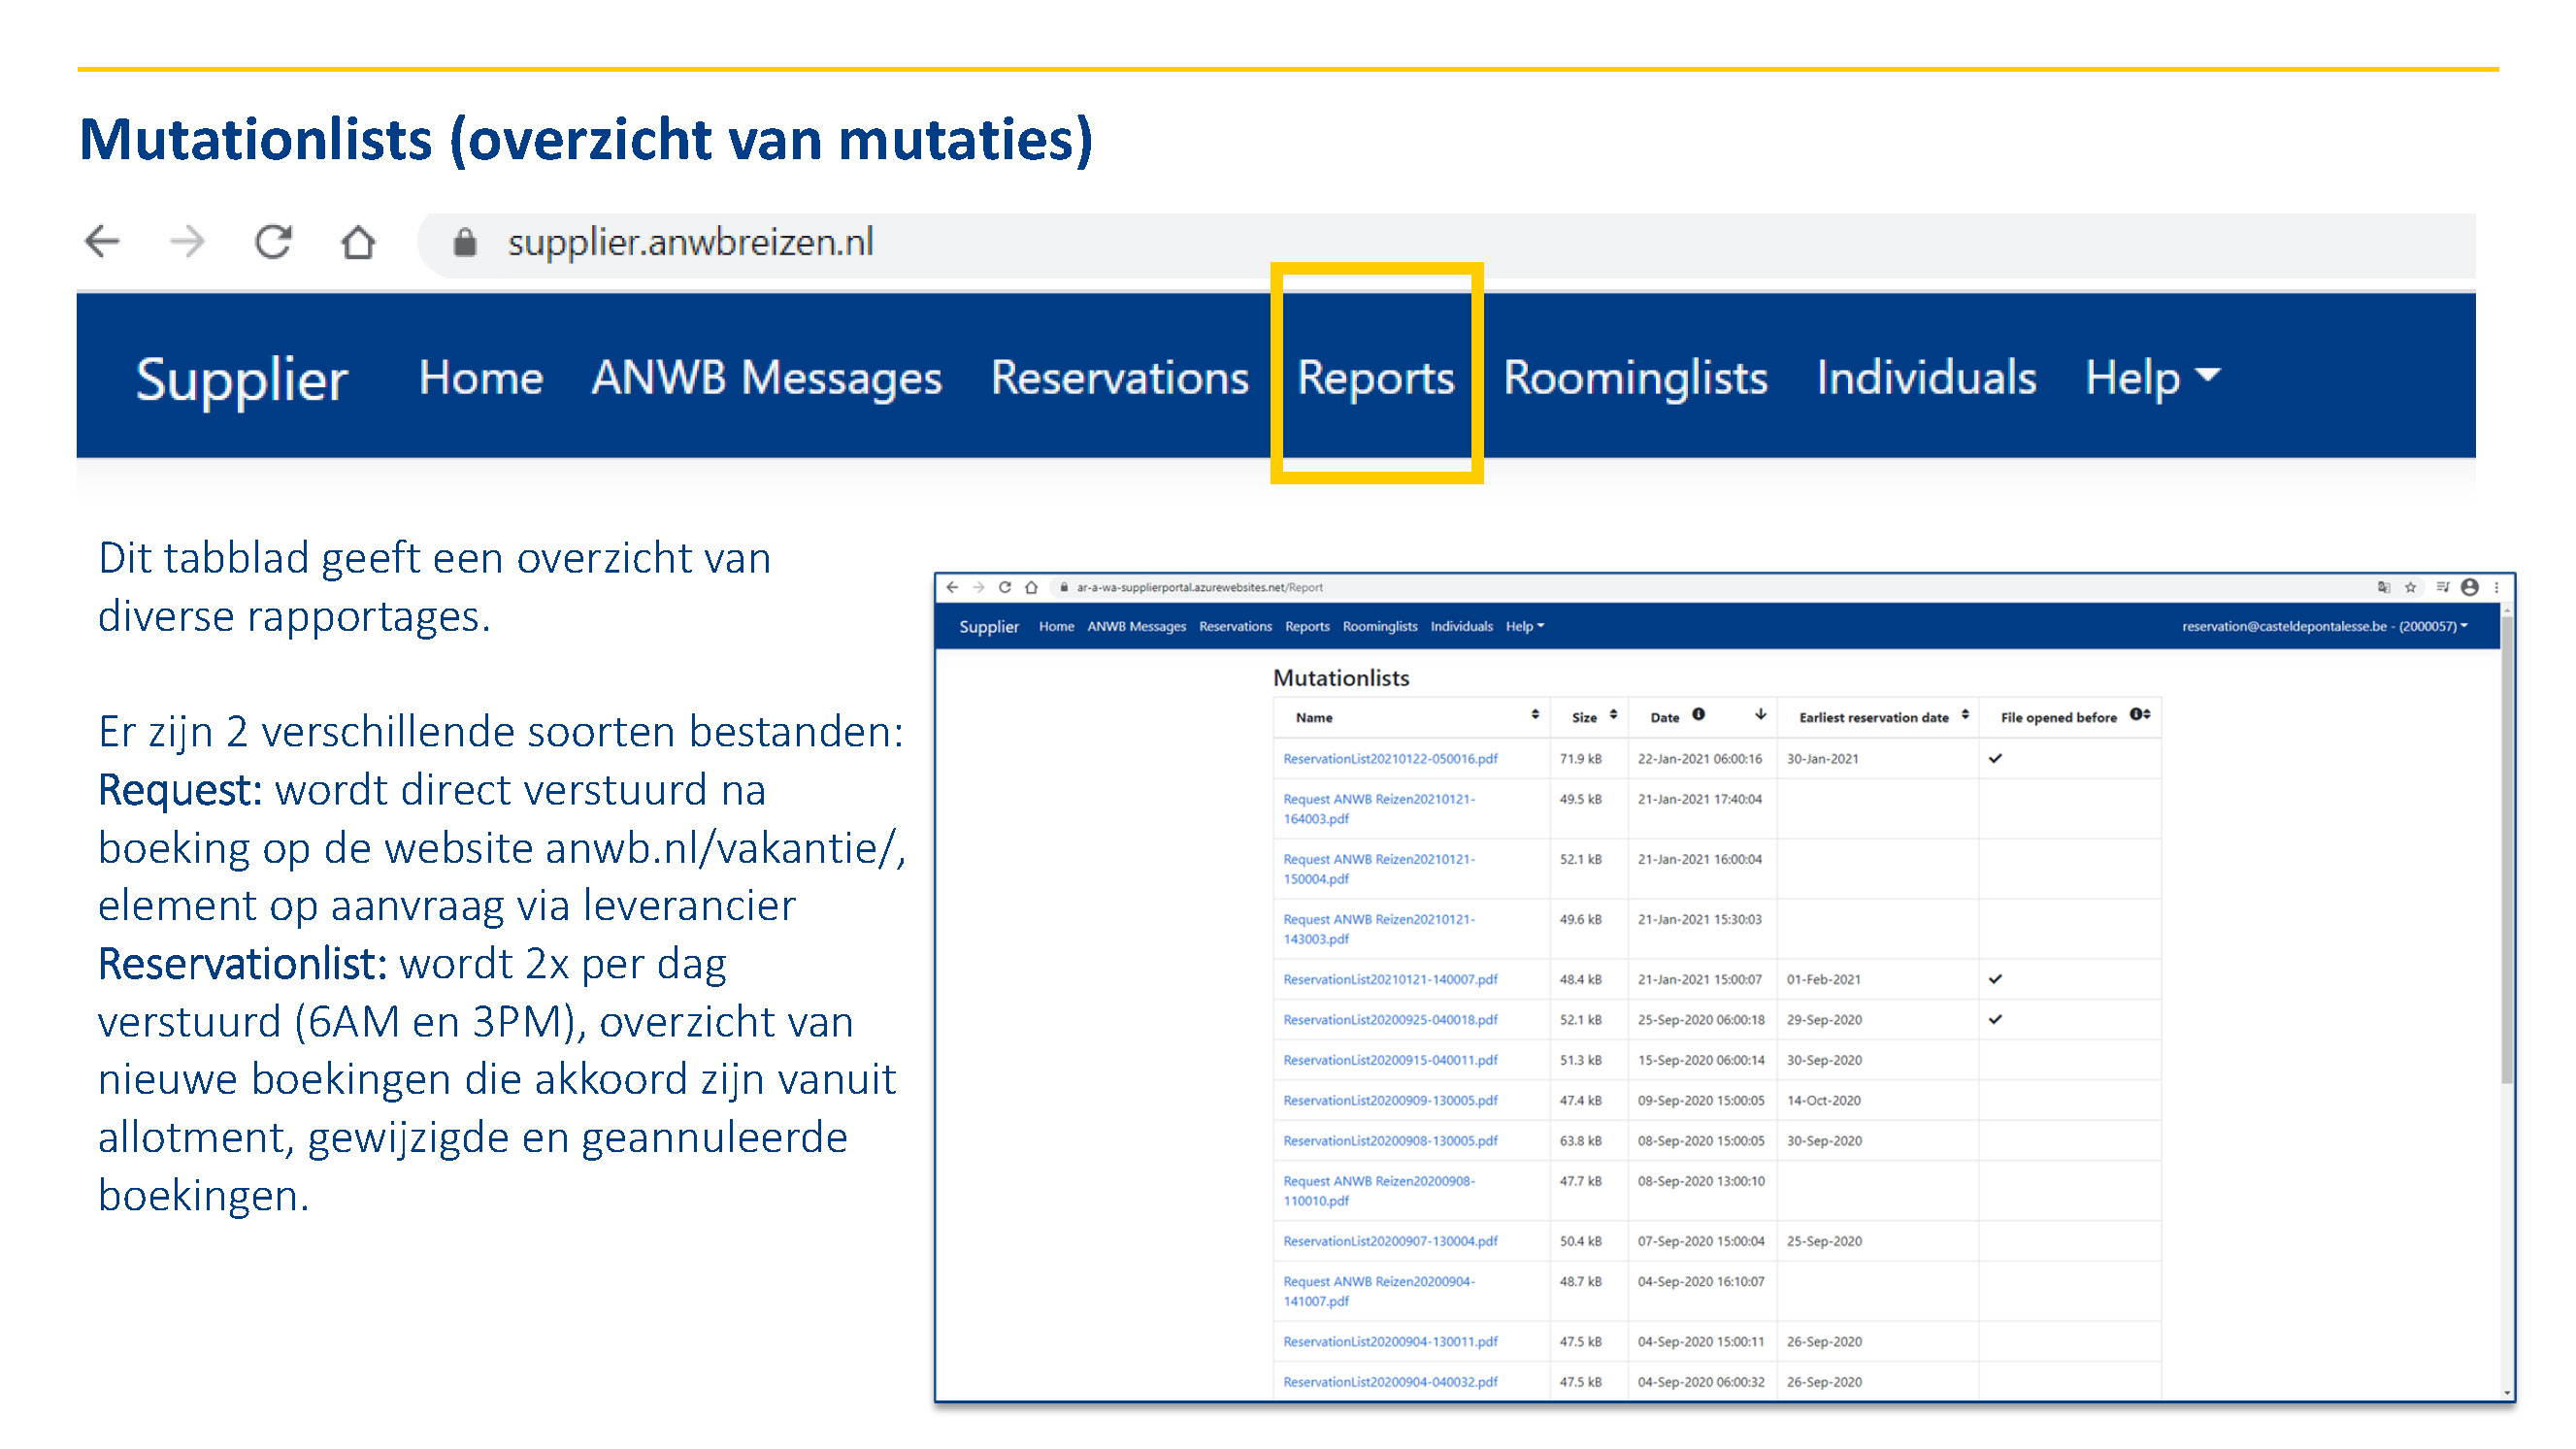 Mutationlists (overzicht van mutaties)
supplier.anwbreizen.nl
Supplier Home ANWB Messages Reservations Reports Roominglists Individuals Help
Dit tabblad geeft een overzicht van
diverse rapportages.
Er zijn 2 verschillende soorten bestanden:
Request: wordt direct verstuurd na
boeking op de website anwb.nl/vakantie/,
element op aanvraag via leverancier
Reservationlist: wordt 2x per dag
verstuurd (6AM en 3PM), overzicht van
nieuwe boekingen die akkoord zijn vanuit
allotment, gewijzigde en geannuleerde
boekingen.
ar-a-wa-supplierportal.azurewebsites.net/Report
Supplier Home ANWB Messages Reservations Reports Roominglists Individuals Help reservation@casteldepontalesse.be - (2000057)
Mutationlists
Name Size Date Earliest reservation date File opened before
ReservationList20210122-050016.pdf 71.9 kB 22-Jan-2021 06:00:16 30-Jan-2021
Request ANWB Reizen20210121- 49.5 kB 21-Jan-2021 17:40:04
164003.pdf
Request ANWB Reizen20210121- 52.1 kB 21-Jan-2021 16:00:04
150004.pdf
Request ANWB Reizen20210121- 49.6 kB 21-Jan-2021 15:30:03
143003.pdf
ReservationList20210121-140007.pdf 48.4 kB 21-Jan-2021 15:00:07 01-Feb-2021
ReservationList20200925-040018.pdf 52.1 kB 25-Sep-2020 06:00:18 29-Sep-2020
ReservationList20200915-040011.pdf 51.3 kB 15-Sep-2020 06:00:14 30-Sep-2020
ReservationList20200909-130005.pdf 47.4 kB 09-Sep-2020 15:00:05 14-Oct-2020
ReservationList20200908-130005.pdf 63.8 kB 08-Sep-2020 15:00:05 30-Sep-2020
Request ANWB Reizen20200908- 47.7 kB 08-Sep-2020 13:00:10
110010.pdf
ReservationList20200907-130004.pdf 50.4 kB 07-Sep-2020 15:00:04 25-Sep-2020
Request ANWB Reizen20200904- 48.7 kB 04-Sep-2020 16:10:07
141007.pdf
ReservationList20200904-130011.pdf 47.5 kB 04-Sep-2020 15:00:11 26-Sep-2020
ReservationList20200904-040032.pdf 47.5 kB 04-Sep-2020 06:00:32 26-Sep-2020